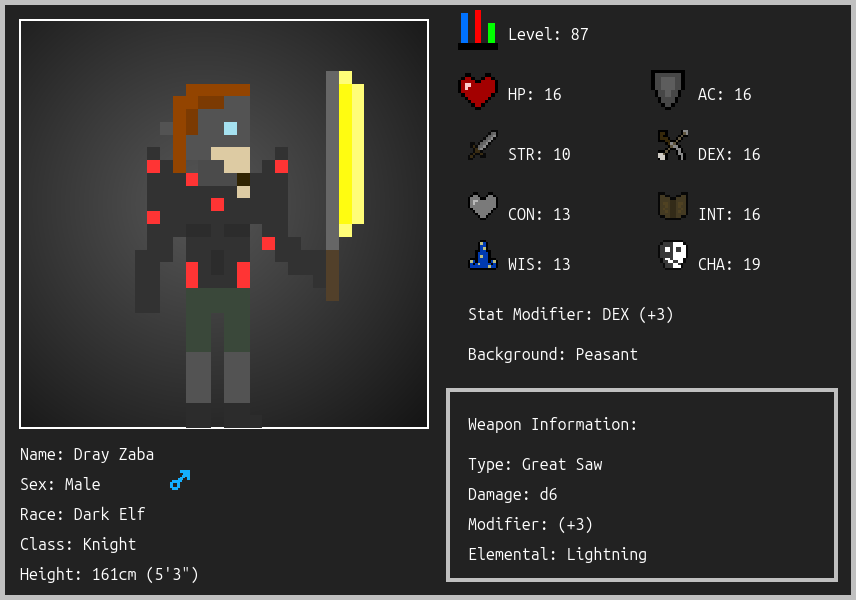 Level: 87
HP: 16
AC: 16
STR: 10
DEX: 16
CON: 13
INT: 16
WIS: 13
CHA: 19
Stat Modifier: DEX (+3)
Background: Peasant
Weapon Information:
Type: Great Saw
Damage: d6
Modifier: (+3)
Elemental: Lightning
Name: Dray Zaba
Sex: Male
Race: Dark Elf
Class: Knight
Height: 161cm (5'3")